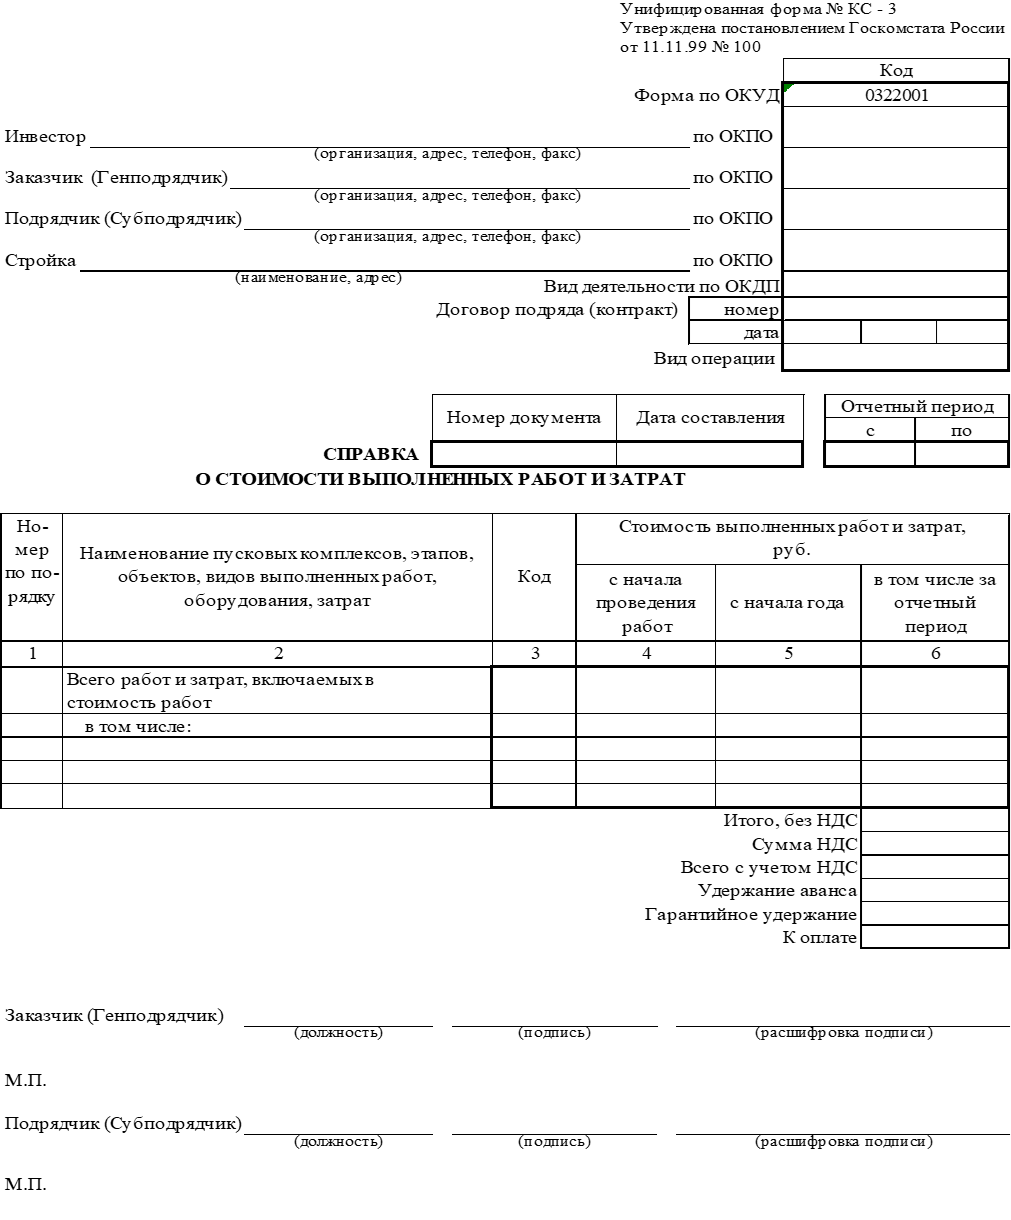 Унифицированная форма № КС - 3
Утверждена постановлением Госкомстата России
от 11.11.99 № 100
Код
Форма по ОКУД 0322001
Инвестор по ОКПО
(организация, адрес, телефон, факс)
Заказчик (Генподрядчик) по ОКПО
(организация, адрес, телефон, факс)
Подрядчик (Субподрядчик) по ОКПО
(организация, адрес, телефон, факс)
Стройка по ОКПО
(наименование, адрес)
Вид деятельности по ОКДП
Договор подряда (контракт) номер
дата
Вид операции
Номер документа Дата составления Отчетный период
с по
СПРАВКА
О СТОИМОСТИ ВЫПОЛНЕННЫХ РАБОТ И ЗАТРАТ
Но-
мер
по по-
рядку
Наименование пусковых комплексов, этапов,
объектов, видов выполненных работ,
оборудования, затрат
Код
Стоимость выполненных работ и затрат,
руб.
с начала
проведения
работ
с начала года
в том числе за
отчетный
период
1 2 3 4 5 6
Всего работ и затрат, включаемых в
стоимость работ
в том числе:
Итого, без НДС
Сумма НДС
Всего с учетом НДС
Удержание аванса
Гарантийное удержание
К оплате
Заказчик (Генподрядчик)
(должность) (подпись) (расшифровка подписи)
М.П.
Подрядчик (Субподрядчик)
(должность) (подпись) (расшифровка подписи)
М.П.